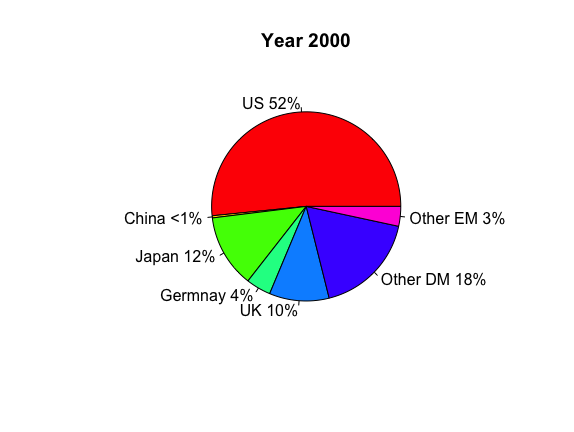 Year 2000
US 52%
China <1%
Other EM 3%
Japan 12%
Other DM 18%
Germnay 4%
UK 10%